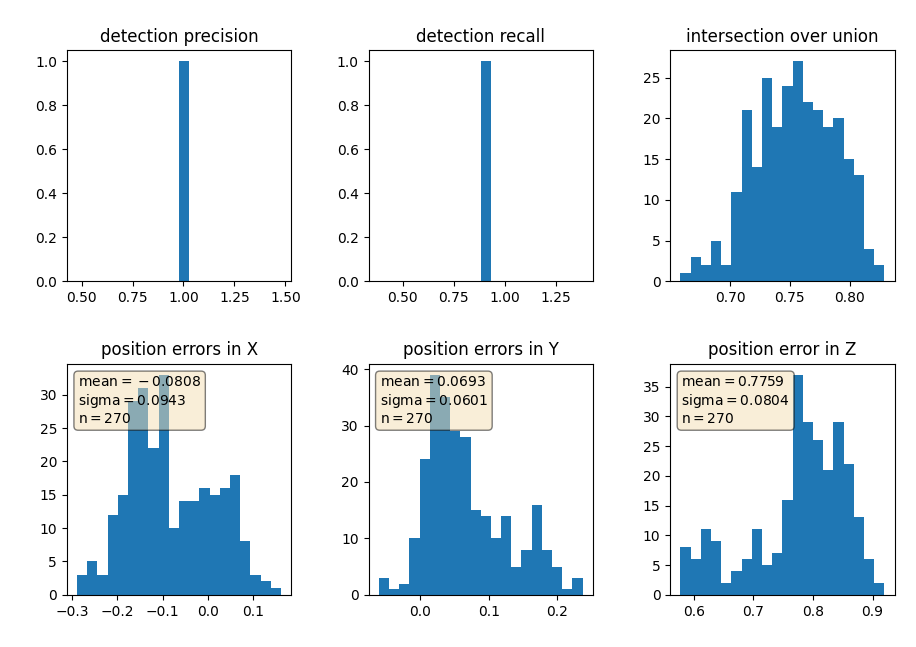 detection precision
1.0
0.8
0.6
0.4
0.2
0.0
0.50 0.75 1.00 1.25 1.50
detection recall
1.0
0.8
0.6
0.4
0.2
0.0
0.50 0.75 1.00 1.25
intersection over union
25
20
15
10
5
0
0.70 0.75 0.80
position errors in X
mean = −0.0808
sigma = 0.0943
n = 270
30
25
20
15
10
5
0
−0.3 −0.2 −0.1 0.0 0.1
position errors in Y
mean = 0.0693
sigma = 0.0601
n = 270
40
30
20
10
0
0.0 0.1 0.2
position error in Z
mean = 0.7759
sigma = 0.0804
n = 270
35
30
25
20
15
10
5
0
0.6 0.7 0.8 0.9